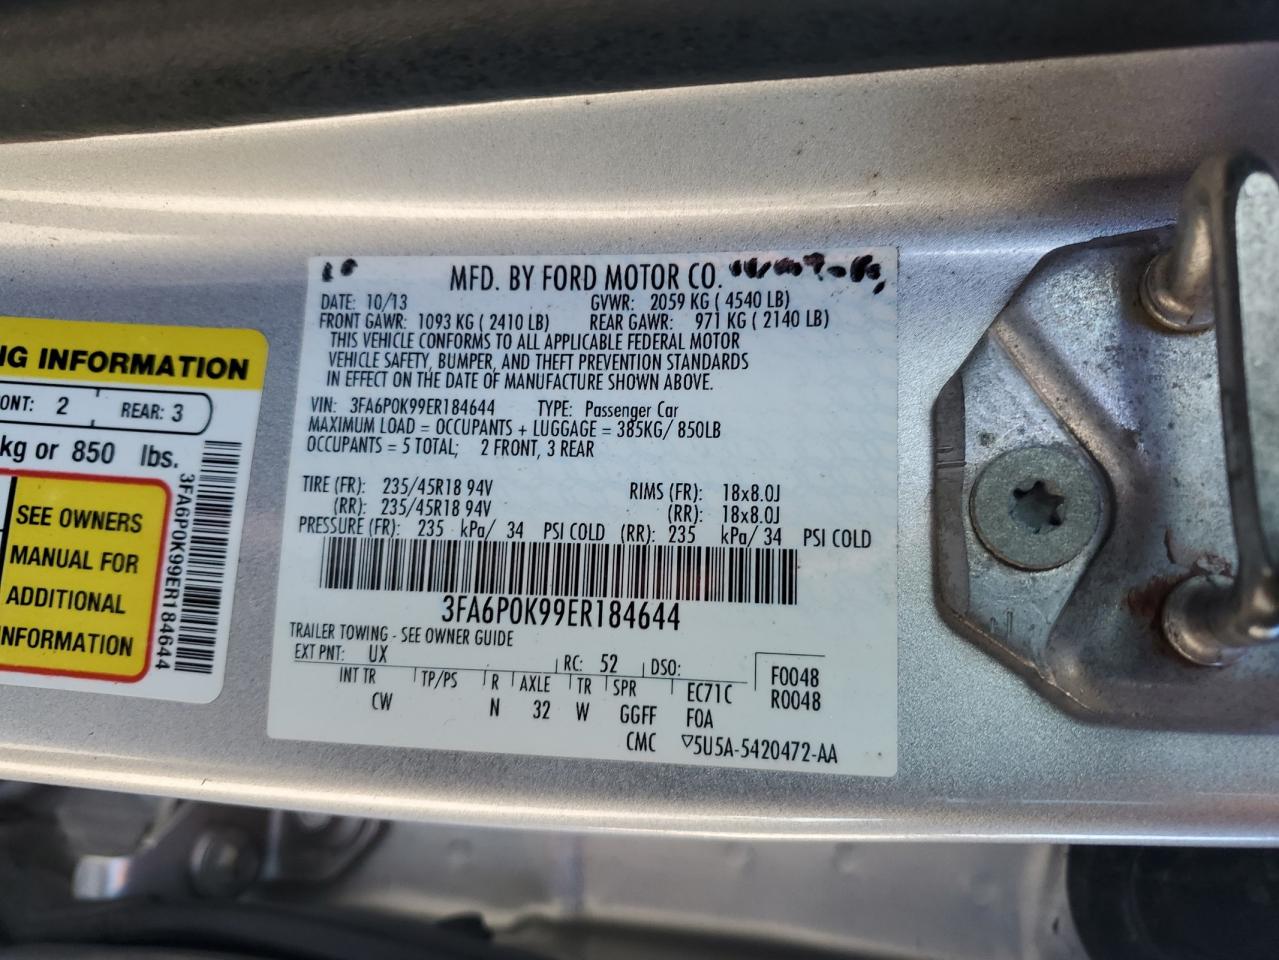 NG INFORMATION
ONT: 2 REAR: 3
kg or 850 lbs.
SEE OWNERS
MANUAL FOR
ADDITIONAL
INFORMATION
3FA6P0K99ER184644
MFD. BY FORD MOTOR CO.
DATE: 10/13 GVWR: 2059 KG ( 4540 LB)
FRONT GAWR: 1093 KG ( 2410 LB) REAR GAWR: 971 KG ( 2140 LB)
THIS VEHICLE CONFORMS TO ALL APPLICABLE FEDERAL MOTOR
VEHICLE SAFETY, BUMPER, AND THEFT PREVENTION STANDARDS
IN EFFECT ON THE DATE OF MANUFACTURE SHOWN ABOVE.
VIN: 3FA6P0K99ER184644 TYPE: Passenger Car
MAXIMUM LOAD = OCCUPANTS + LUGGAGE = 385KG/ 850LB
OCCUPANTS = 5 TOTAL; 2 FRONT, 3 REAR
TIRE (FR): 235/45R18 94V RIMS (FR): 18x8.0J
(RR): 235/45R18 94V (RR): 18x8.0J
PRESSURE (FR): 235 kPa/ 34 PSI COLD (RR): 235 kPa/ 34 PSI COLD
3FA6P0K99ER184644
TRAILER TOWING - SEE OWNER GUIDE
EXT PNT: UX RC: 52 DSO: F0048
INT TR TP/PS R AXLE TR SPR EC71C R0048
CW N 32 W GGFF F0A
CMC ▽5U5A-5420472-AA